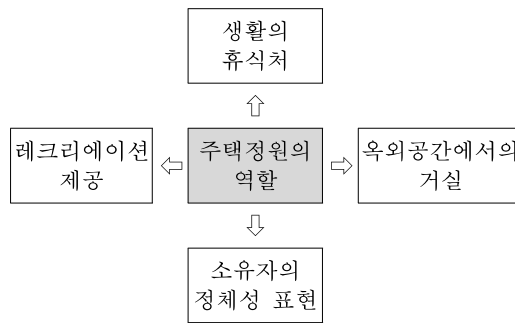 생활의
휴식처
레크리에이션
제공
주택정원의
역할
옥외공간에서의
거실
소유자의
정체성 표현